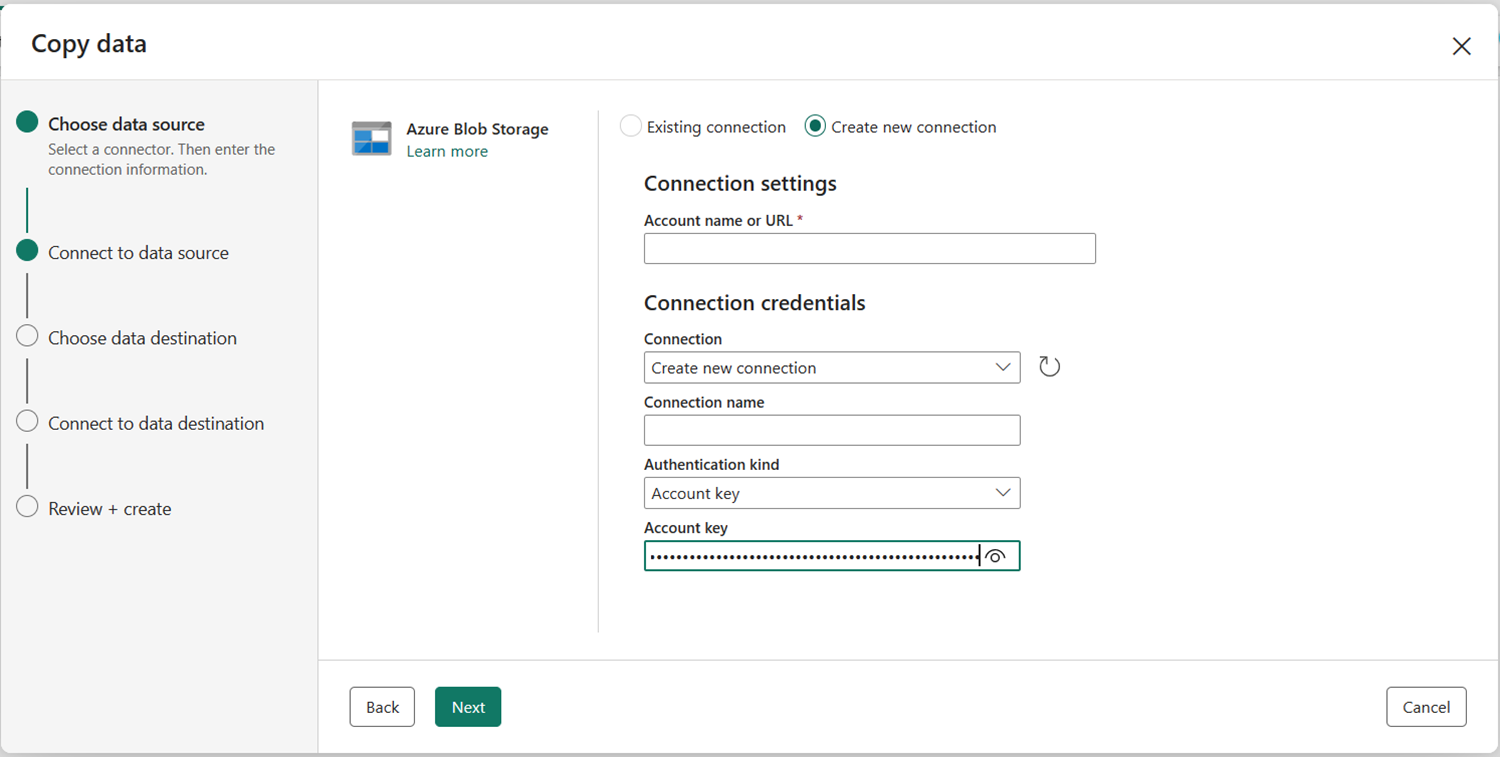 Copy data
Choose data source
Select a connector. Then enter the
connection information.
Connect to data source
Choose data destination
Connect to data destination
Review + create
Azure Blob Storage
Learn more
Existing connection
Create new connection
Connection settings
Account name or URL *
Connection credentials
Connection
Create new connection
Connection name
Authentication kind
Account key
Account key
Back
Next
Cancel